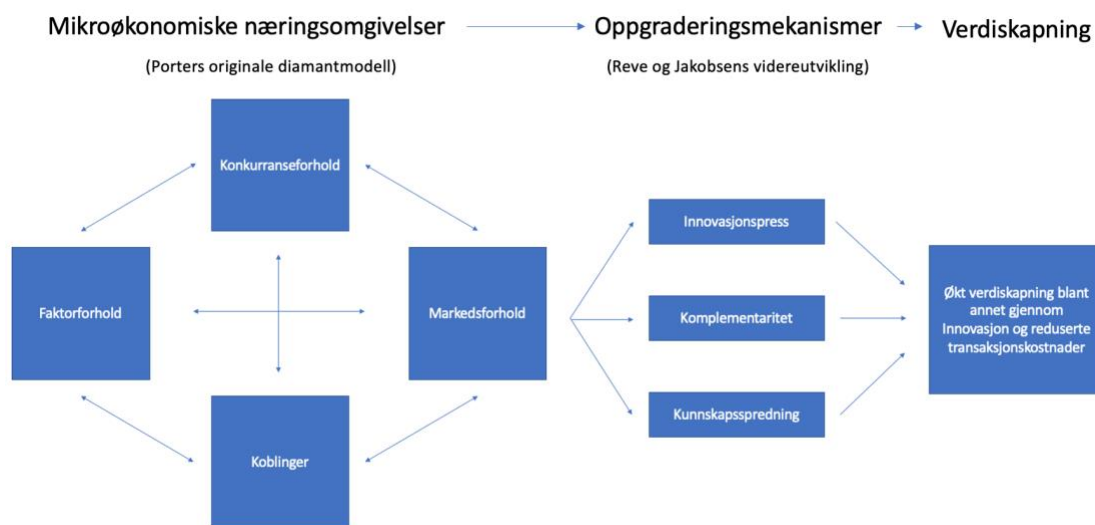 Mikroøkonomiske næringsomgivelser
Oppgraderingsmekanismer
Verdiskapning
(Porters originale diamantmodell)
(Reve og Jakobsens videreutvikling)
Konkurranseforhold
Faktorforhold
Markedsforhold
Koblinger
Innovasjonspress
Komplementaritet
Kunnskapsspredning
Økt verdiskapning blant
annet gjennom
Innovasjon og reduserte
transaksjonskostnader